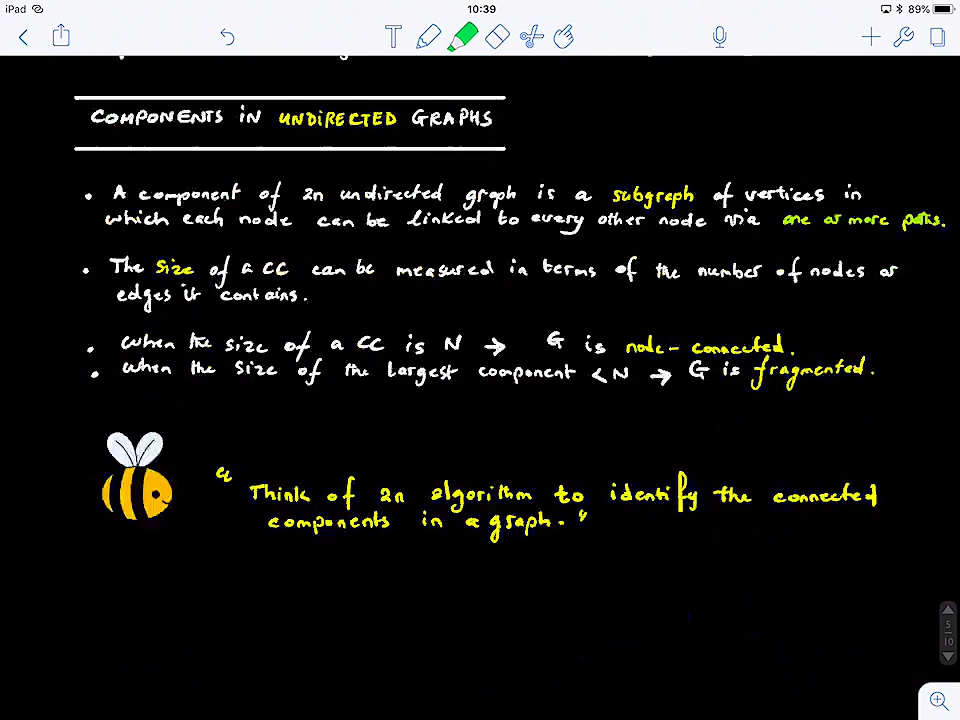 iPad
10:39
89%
COMPONENTS IN UNDIRECTED GRAPHS
• A component of an undirected graph is a subgraph of vertices in
which each node can be linked to every other node via one or more paths.
• The size of a CC can be measured in terms of the number of nodes or
edges it contains.
• When the size of a CC is N → G is node-connected.
• When the size of the largest component < N → G is fragmented.
" Think of an algorithm to identify the connected
components in a graph. "
5
10